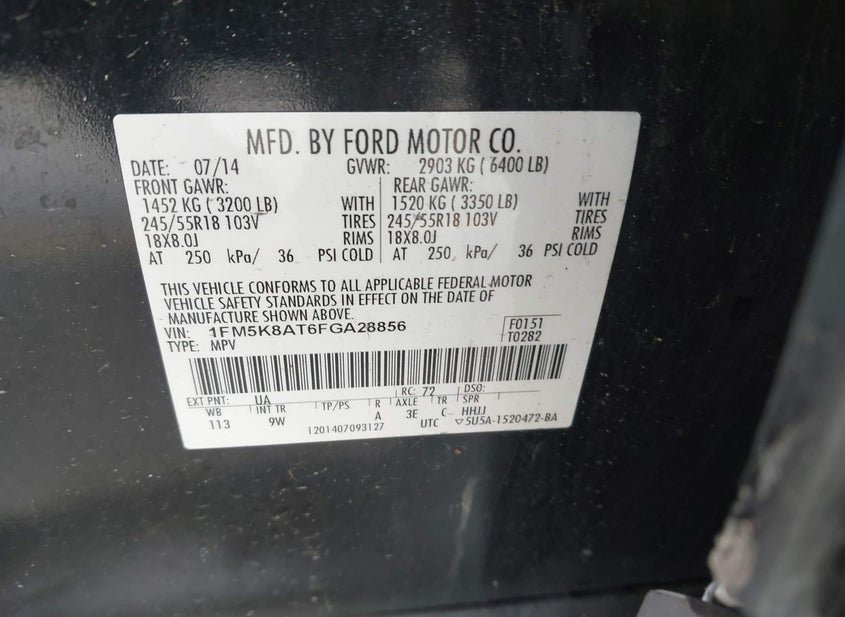 MFD. BY FORD MOTOR CO.
DATE: 07/14 GVWR: 2903 KG ( 6400 LB)
FRONT GAWR: REAR GAWR:
1452 KG ( 3200 LB) WITH 1520 KG ( 3350 LB) WITH
245/55R18 103V TIRES 245/55R18 103V TIRES
18X8.0J RIMS 18X8.0J RIMS
AT 250 kPa/ 36 PSI COLD AT 250 kPa/ 36 PSI COLD
THIS VEHICLE CONFORMS TO ALL APPLICABLE FEDERAL MOTOR
VEHICLE SAFETY STANDARDS IN EFFECT ON THE DATE OF
MANUFACTURE SHOWN ABOVE.
VIN: 1FM5K8AT6FGA28856 F0151
TYPE: MPV T0282
EXT PNT: UA RC: 72 DSO:
WB INT TR TP/PS R AXLE TR SPR
113 9W A 3E C HHJJ
1201407093127 UTC ▽5U5A-1520472-BA